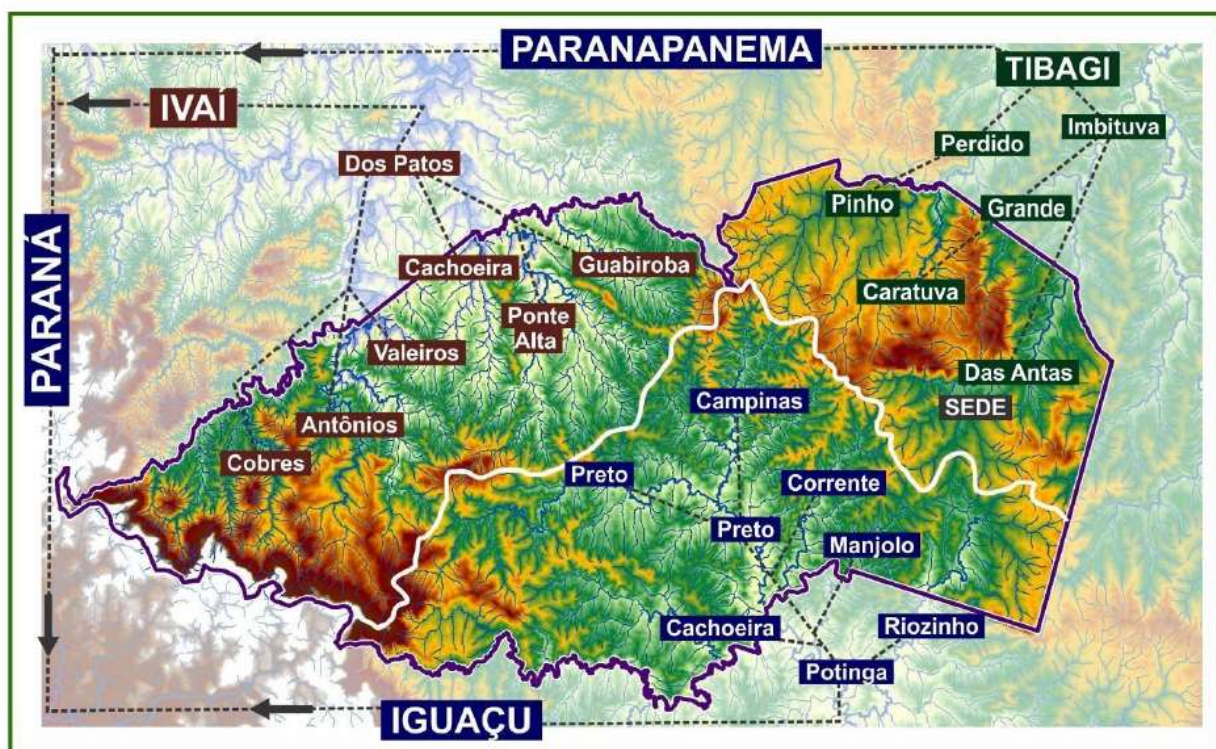 PARANAPANEMA
TIBAGI
IVAÍ
Imbituva
Perdido
Dos Patos
Pinho
Grande
PARANÁ
Cachoeira
Guabiroba
Caratuva
Ponte
Alta
Valeiros
Das Antas
Campinas
SEDE
Antônios
Cobres
Preto
Corrente
Preto
Manjolo
Cachoeira
Riozinho
Potinga
IGUAÇU